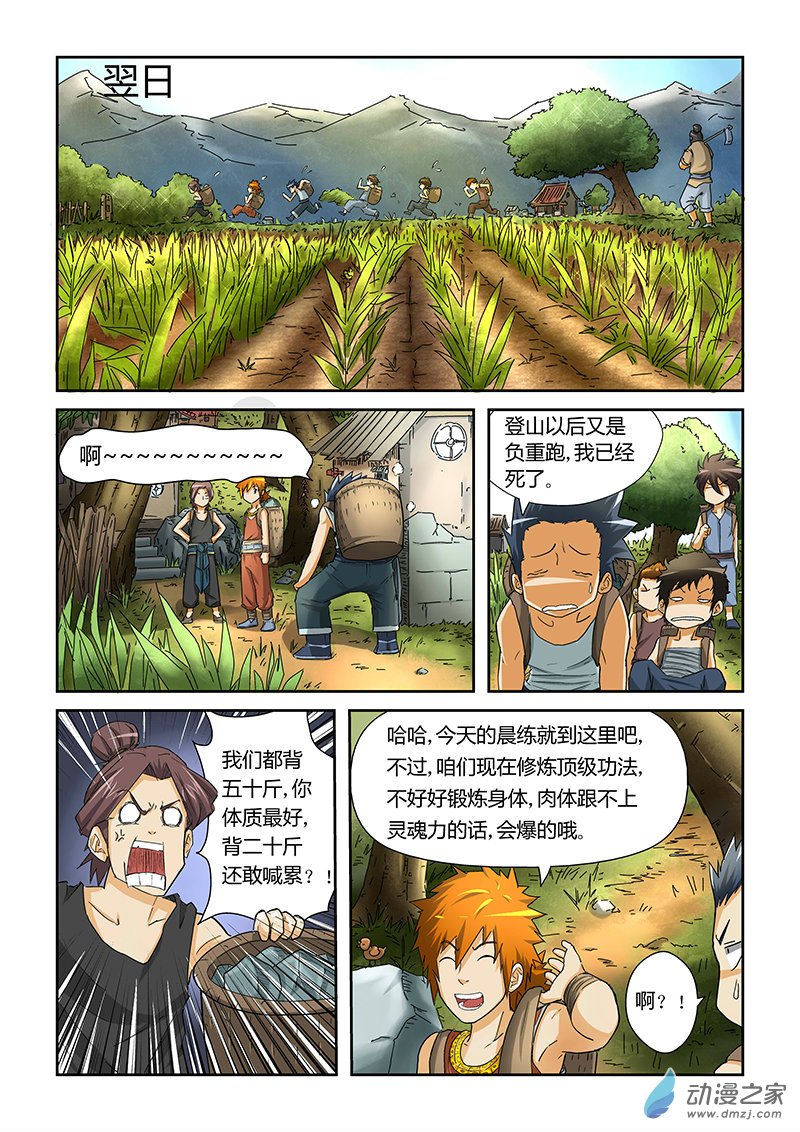 翌日
啊~~~~~~~~~~~
登山以后又是
负重跑,我已经
死了。
我们都背
五十斤,你
体质最好,
背二十斤
还敢喊累?!
哈哈,今天的晨练就到这里吧,
不过,咱们现在修炼顶级功法,
不好好锻炼身体,肉体跟不上
灵魂力的话,会爆的哦。
啊?!
动漫之家
www.dmzj.com